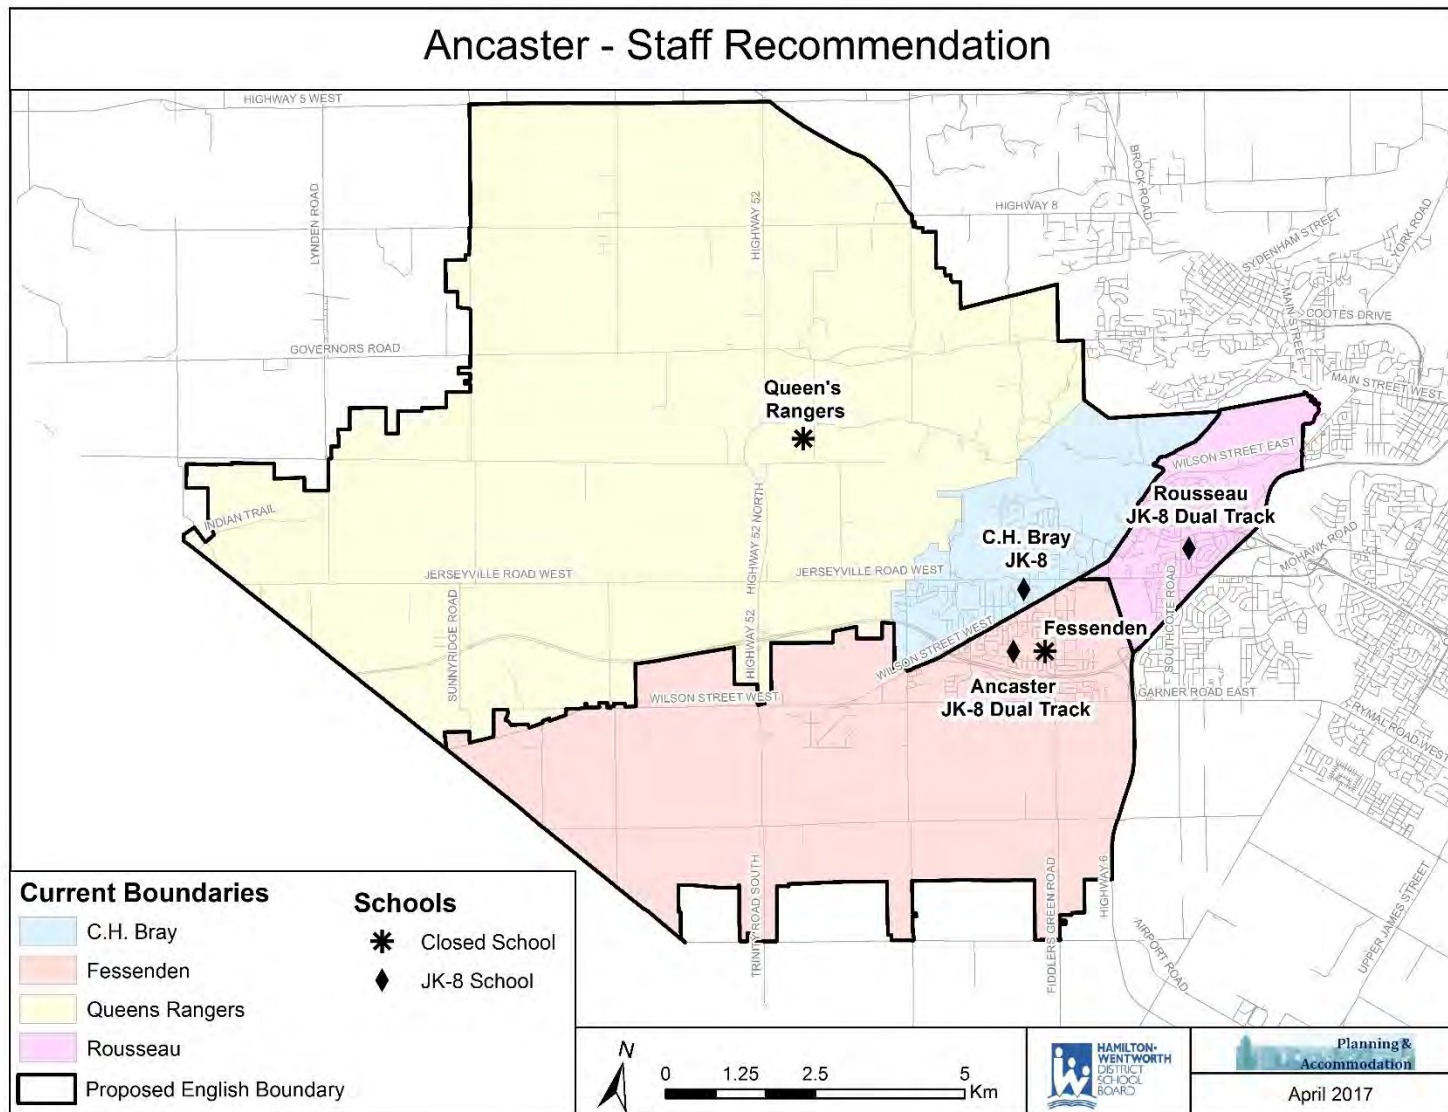 Ancaster - Staff Recommendation
HIGHWAY 5 WEST
LYNDEN ROAD
HIGHWAY 52
BROCK ROAD
HIGHWAY 8
SYDENHAM STREET
YORK ROAD
MAIN STREET
COOTES DRIVE
GOVERNORS ROAD
MAIN STREET WEST
Queen's
Rangers
WILSON STREET EAST
Rousseau
JK-8 Dual Track
INDIAN TRAIL
HIGHWAY 52 NORTH
C.H. Bray
JK-8
MOHAWK ROAD
JERSEYVILLE ROAD WEST
JERSEYVILLE ROAD WEST
SUNNYRIDGE ROAD
HIGHWAY 52
WILSON STREET WEST
Fessenden
SOUTHCOTE ROAD
WILSON STREET WEST
Ancaster
JK-8 Dual Track
GARNER ROAD EAST
RYMAL ROAD WEST
TRINITY ROAD SOUTH
FIDDLERS GREEN ROAD
HIGHWAY 6
AIRPORT ROAD
UPPER JAMES STREET
Current Boundaries
C.H. Bray
Fessenden
Queens Rangers
Rousseau
Proposed English Boundary
Schools
Closed School
JK-8 School
N
0 1.25 2.5 5
Km
HAMILTON-
WENTWORTH
DISTRICT
SCHOOL
BOARD
Planning &
Accommodation
April 2017